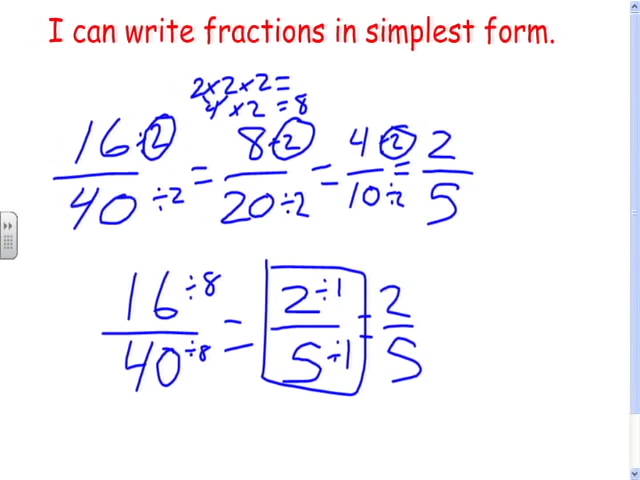 I can write fractions in simplest form.
2×2×2=
4×2=8
16÷2/40÷2 = 8÷2/20÷2 = 4÷2/10÷2 = 2/5
16÷8/40÷8 = 2÷1/5÷1 = 2/5